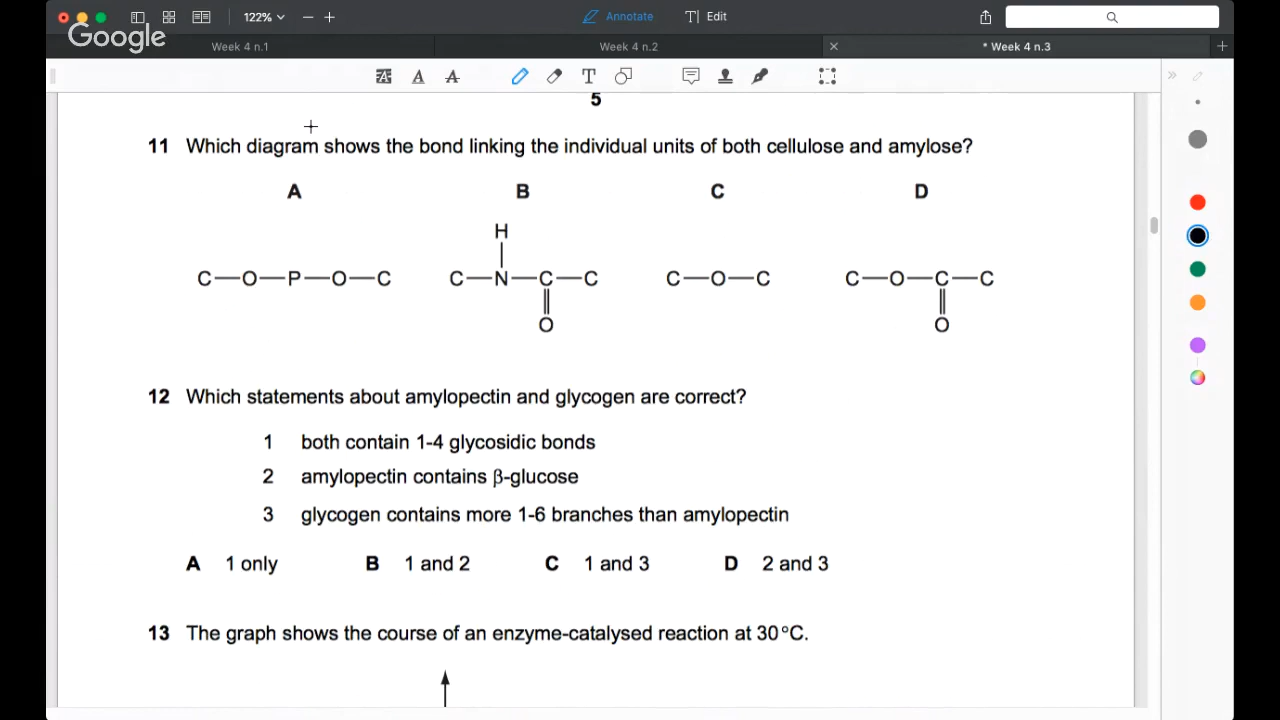 122%
Annotate
Edit
Google
Week 4 n.1
Week 4 n.2
* Week 4 n.3
5
11 Which diagram shows the bond linking the individual units of both cellulose and amylose?
A B C D
H
C—O—P—O—C C—N—C—C C—O—C C—O—C—C
O O
12 Which statements about amylopectin and glycogen are correct?
1 both contain 1-4 glycosidic bonds
2 amylopectin contains β-glucose
3 glycogen contains more 1-6 branches than amylopectin
A 1 only B 1 and 2 C 1 and 3 D 2 and 3
13 The graph shows the course of an enzyme-catalysed reaction at 30 °C.